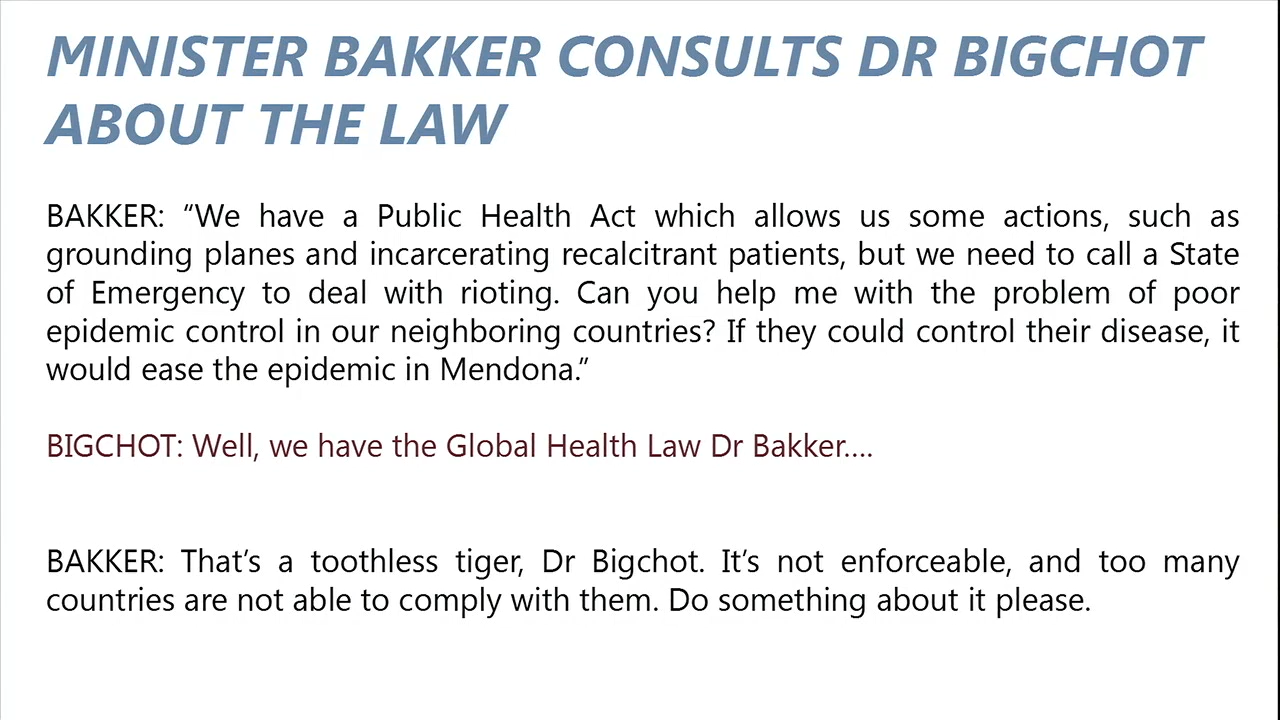 MINISTER BAKKER CONSULTS DR BIGCHOT
ABOUT THE LAW
BAKKER: “We have a Public Health Act which allows us some actions, such as
grounding planes and incarcerating recalcitrant patients, but we need to call a State
of Emergency to deal with rioting. Can you help me with the problem of poor
epidemic control in our neighboring countries? If they could control their disease, it
would ease the epidemic in Mendona.”
BIGCHOT: Well, we have the Global Health Law Dr Bakker....
BAKKER: That’s a toothless tiger, Dr Bigchot. It’s not enforceable, and too many
countries are not able to comply with them. Do something about it please.